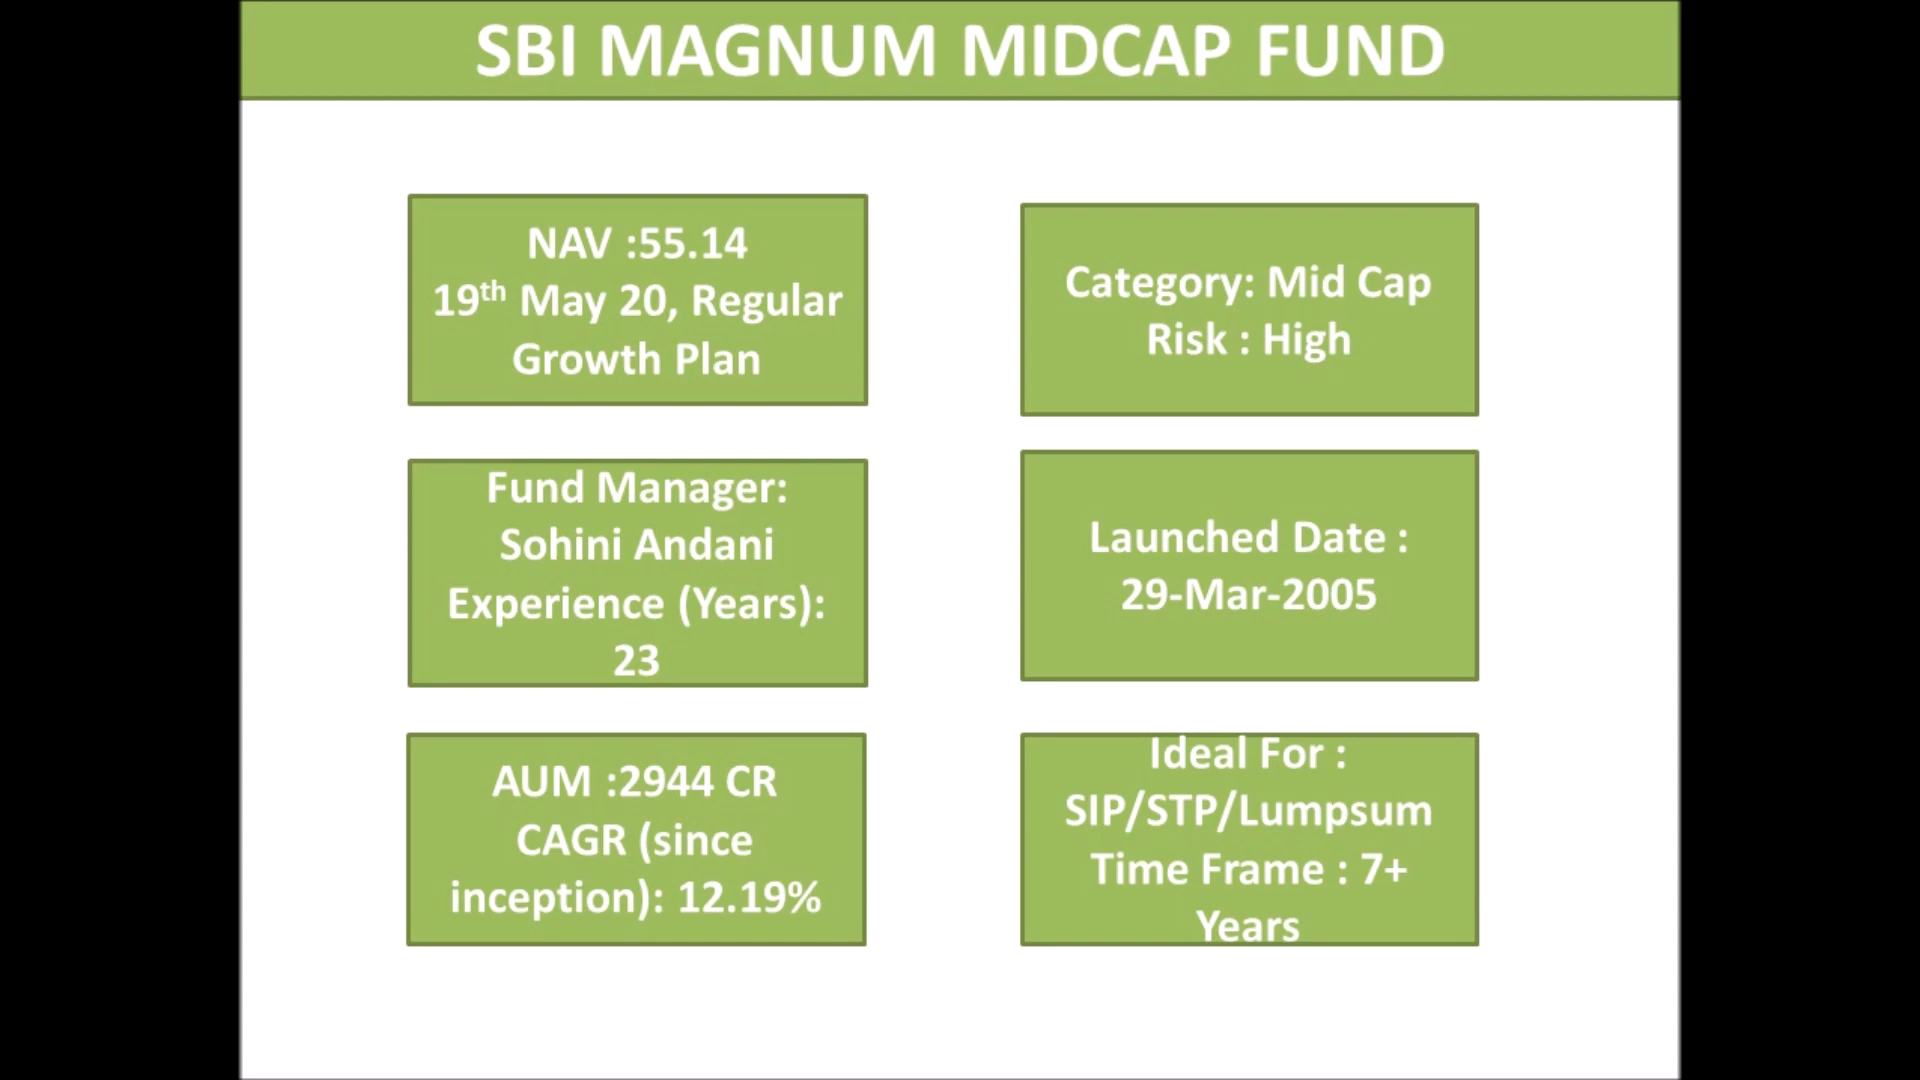 SBI MAGNUM MIDCAP FUND
NAV :55.14
19th May 20, Regular
Growth Plan
Category: Mid Cap
Risk : High
Fund Manager:
Sohini Andani
Experience (Years):
23
Launched Date :
29-Mar-2005
AUM :2944 CR
CAGR (since
inception): 12.19%
Ideal For :
SIP/STP/Lumpsum
Time Frame : 7+
Years